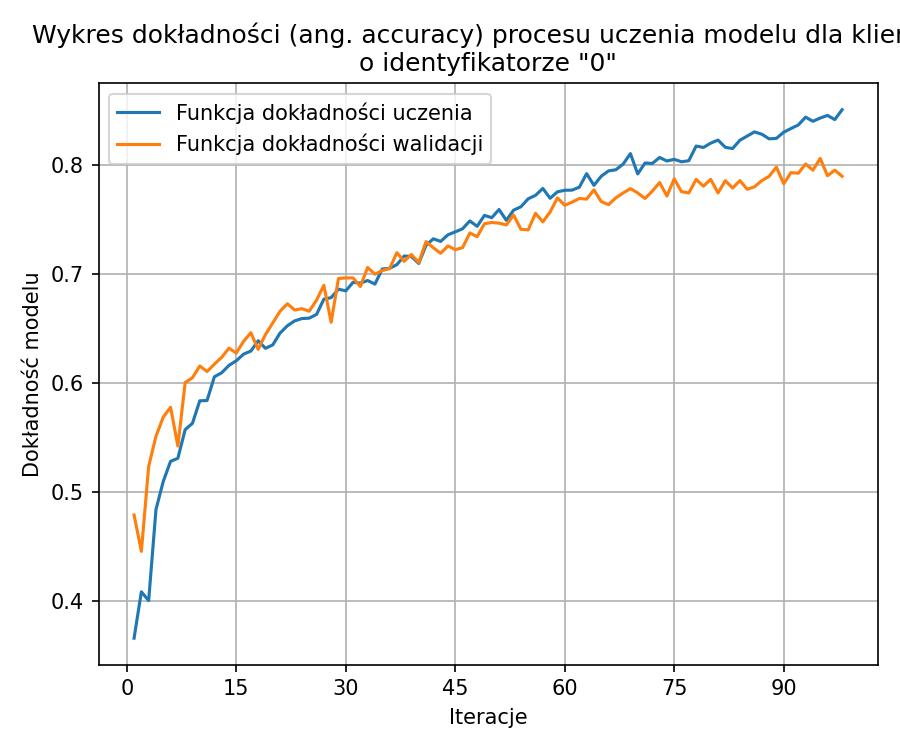 Wykres dokładności (ang. accuracy) procesu uczenia modelu dla
o identyfikatorze "0"
Funkcja dokładności uczenia
Funkcja dokładności walidacji
Dokładność modelu
0.8
0.7
0.6
0.5
0.4
0 15 30 45 60 75 90
Iteracje